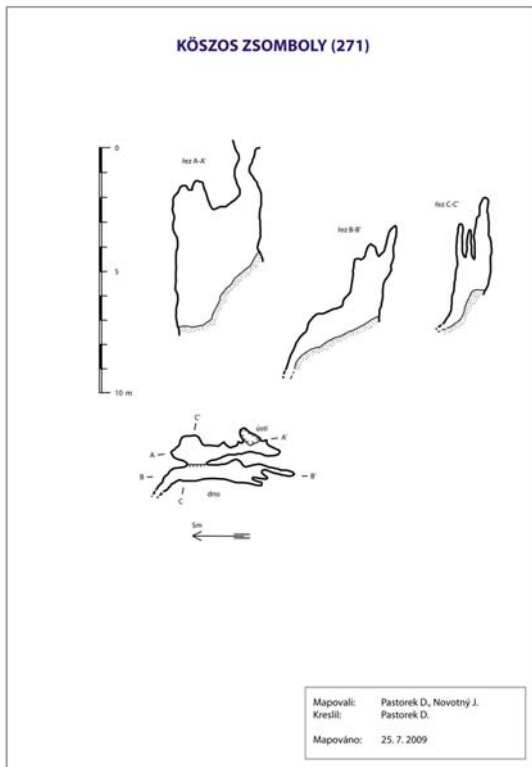 KÖSZOS ZSOMBOLY (271)
0
řez A-A'
řez C-C'
řez B-B'
5
10 m
C'
ústí
A
A'
B
B'
C
dno
5m
Mapovali: Pastorek D., Novotný J.
Kreslil: Pastorek D.
Mapováno: 25. 7. 2009